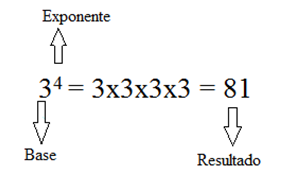 Exponente
3⁴ = 3x3x3x3 = 81
Base
Resultado